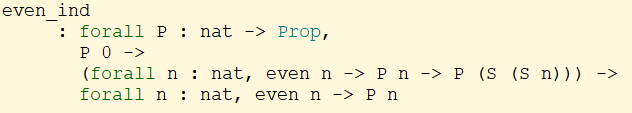 even_ind
     : forall P : nat -> Prop,
       P 0 ->
       (forall n : nat, even n -> P n -> P (S (S n))) ->
       forall n : nat, even n -> P n